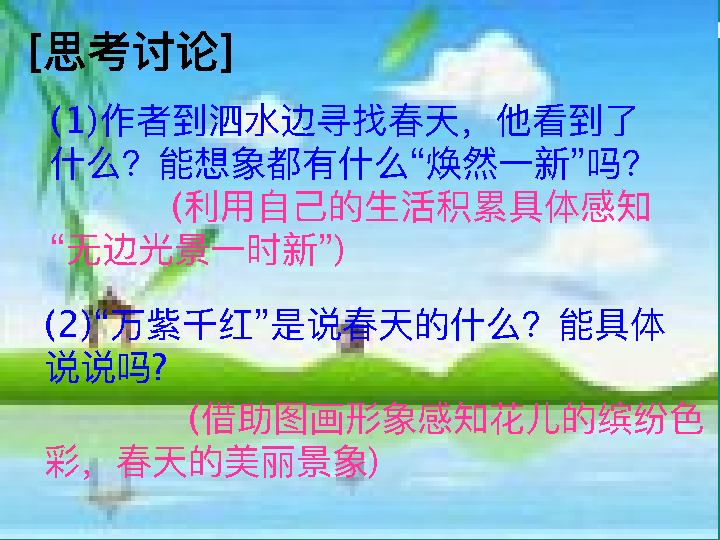 [思考讨论]
(1)作者到泗水边寻找春天，他看到了
什么？能想象都有什么“焕然一新”吗？
(利用自己的生活积累具体感知
“无边光景一时新”)
(2)“万紫千红”是说春天的什么？能具体
说说吗?
(借助图画形象感知花儿的缤纷色
彩，春天的美丽景象)